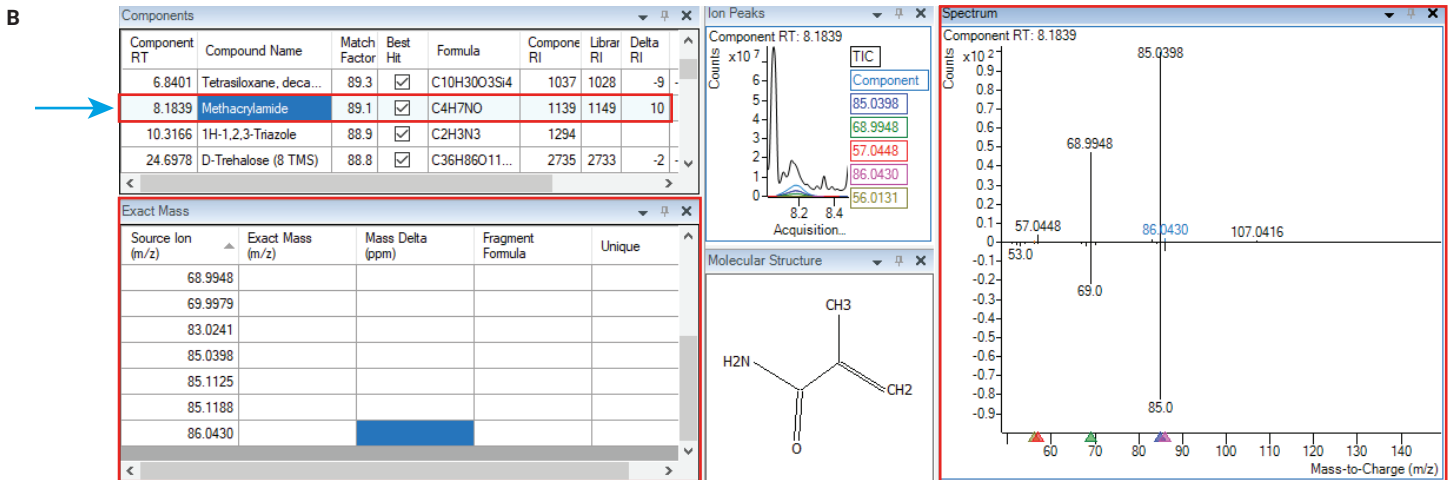 B
Components
Component RT Compound Name Match Factor Best Hit Formula Compone RI Librar RI Delta RI
6.8401 Tetrasiloxane, deca... 89.3 C10H30O3Si4 1037 1028 -9
8.1839 Methacrylamide 89.1 C4H7NO 1139 1149 10
10.3166 1H-1,2,3-Triazole 88.9 C2H3N3 1294
24.6978 D-Trehalose (8 TMS) 88.8 C36H86O11... 2735 2733 -2
Exact Mass
Source Ion (m/z) Exact Mass (m/z) Mass Delta (ppm) Fragment Formula Unique
68.9948
69.9979
83.0241
85.0398
85.1125
85.1188
86.0430
Ion Peaks
Component RT: 8.1839
Counts
x10 7
6
5
4
3
2
1
0
8.2 8.4
Acquisition...
TIC
Component
85.0398
68.9948
57.0448
86.0430
56.0131
Molecular Structure
CH3
H2N
CH2
O
Spectrum
Component RT: 8.1839
Counts
x10 2
0.9
0.8
0.7
0.6
0.5
0.4
0.3
0.2
0.1
0
-0.1
-0.2
-0.3
-0.4
-0.5
-0.6
-0.7
-0.8
-0.9
85.0398
68.9948
57.0448
86.0430
107.0416
53.0
69.0
85.0
60 70 80 90 100 110 120 130 140
Mass-to-Charge (m/z)